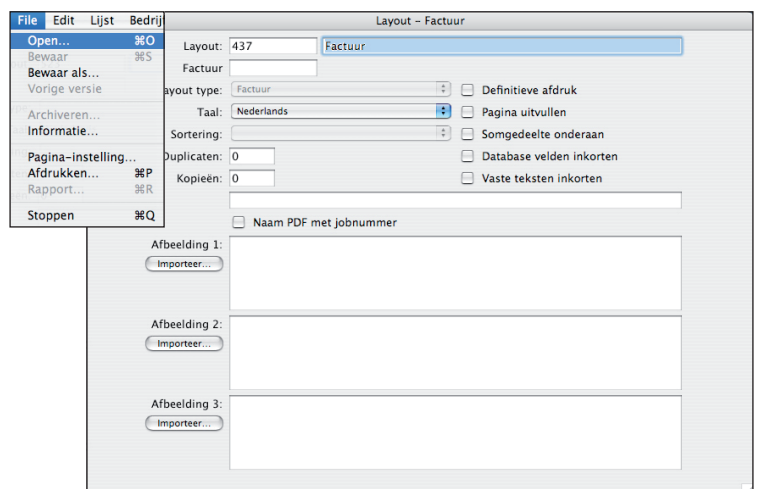 File Edit Lijst Bedrij
Open... ⌘O
Bewaar ⌘S
Bewaar als...
Vorige versie
Archiveren...
Informatie...
Pagina-instelling...
Afdrukken... ⌘P
Rapport... ⌘R
Stoppen ⌘Q
Layout – Factuur
Layout: 437 Factuur
Factuur
ayout type: Factuur
Definitieve afdruk
Taal: Nederlands
Pagina uitvullen
Sortering:
Somgedeelte onderaan
Duplicaten: 0
Database velden inkorten
Kopieën: 0
Vaste teksten inkorten
Naam PDF met jobnummer
Afbeelding 1:
Importeer...
Afbeelding 2:
Importeer...
Afbeelding 3:
Importeer...